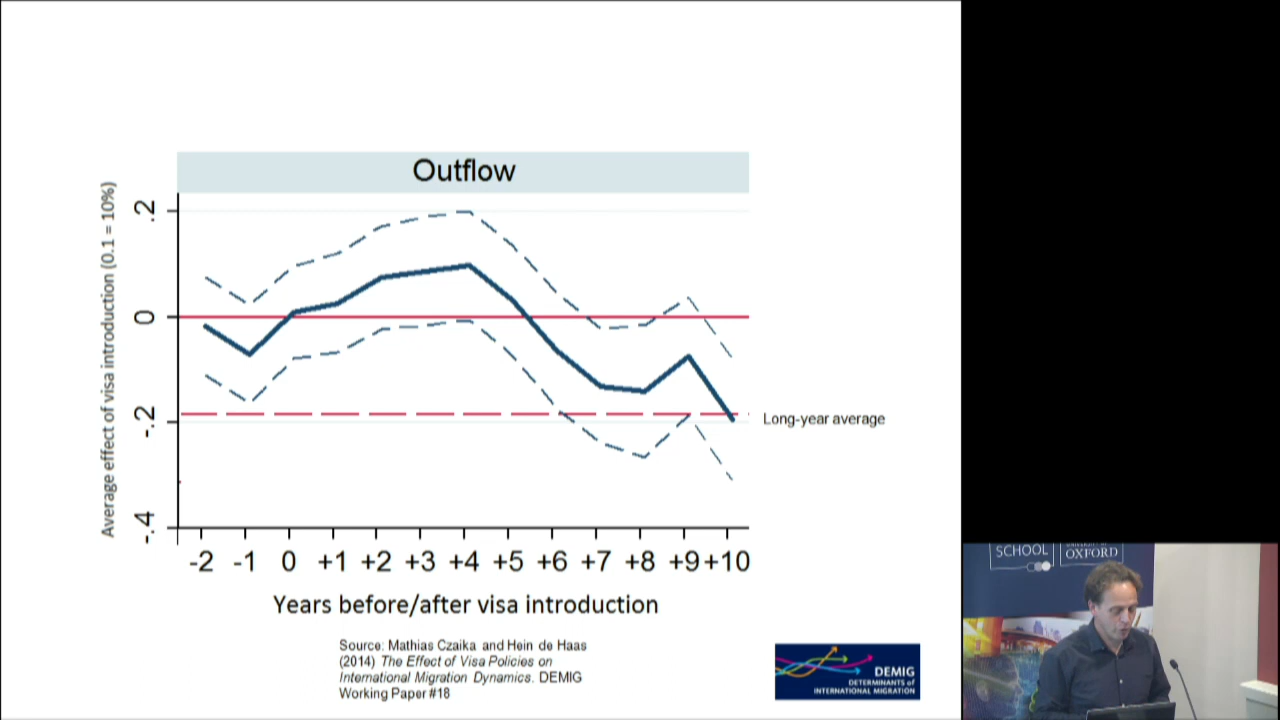 Outflow
Average effect of visa introduction (0.1 = 10%)
.2
0
-.2
-.4
Long-year average
-2 -1 0 +1 +2 +3 +4 +5 +6 +7 +8 +9 +10
Years before/after visa introduction
Source: Mathias Czaika and Hein de Haas
(2014) The Effect of Visa Policies on
International Migration Dynamics. DEMIG
Working Paper #18
DEMIG
DETERMINANTS of
INTERNATIONAL MIGRATION
SCHOOL
OXFORD